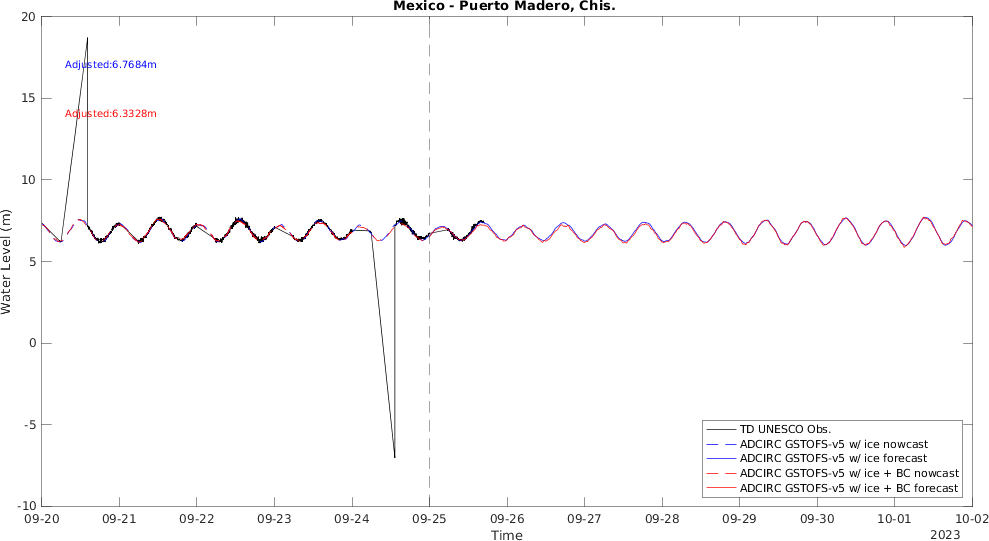 Mexico - Puerto Madero, Chis.
Water Level (m)
20
15
10
5
0
-5
-10
Adjusted:6.7684m
Adjusted:6.3328m
TD UNESCO Obs.
ADCIRC GSTOFS-v5 w/ ice nowcast
ADCIRC GSTOFS-v5 w/ ice forecast
ADCIRC GSTOFS-v5 w/ ice + BC nowcast
ADCIRC GSTOFS-v5 w/ ice + BC forecast
09-20 09-21 09-22 09-23 09-24 09-25 09-26 09-27 09-28 09-29 09-30 10-01 10-02
Time
2023